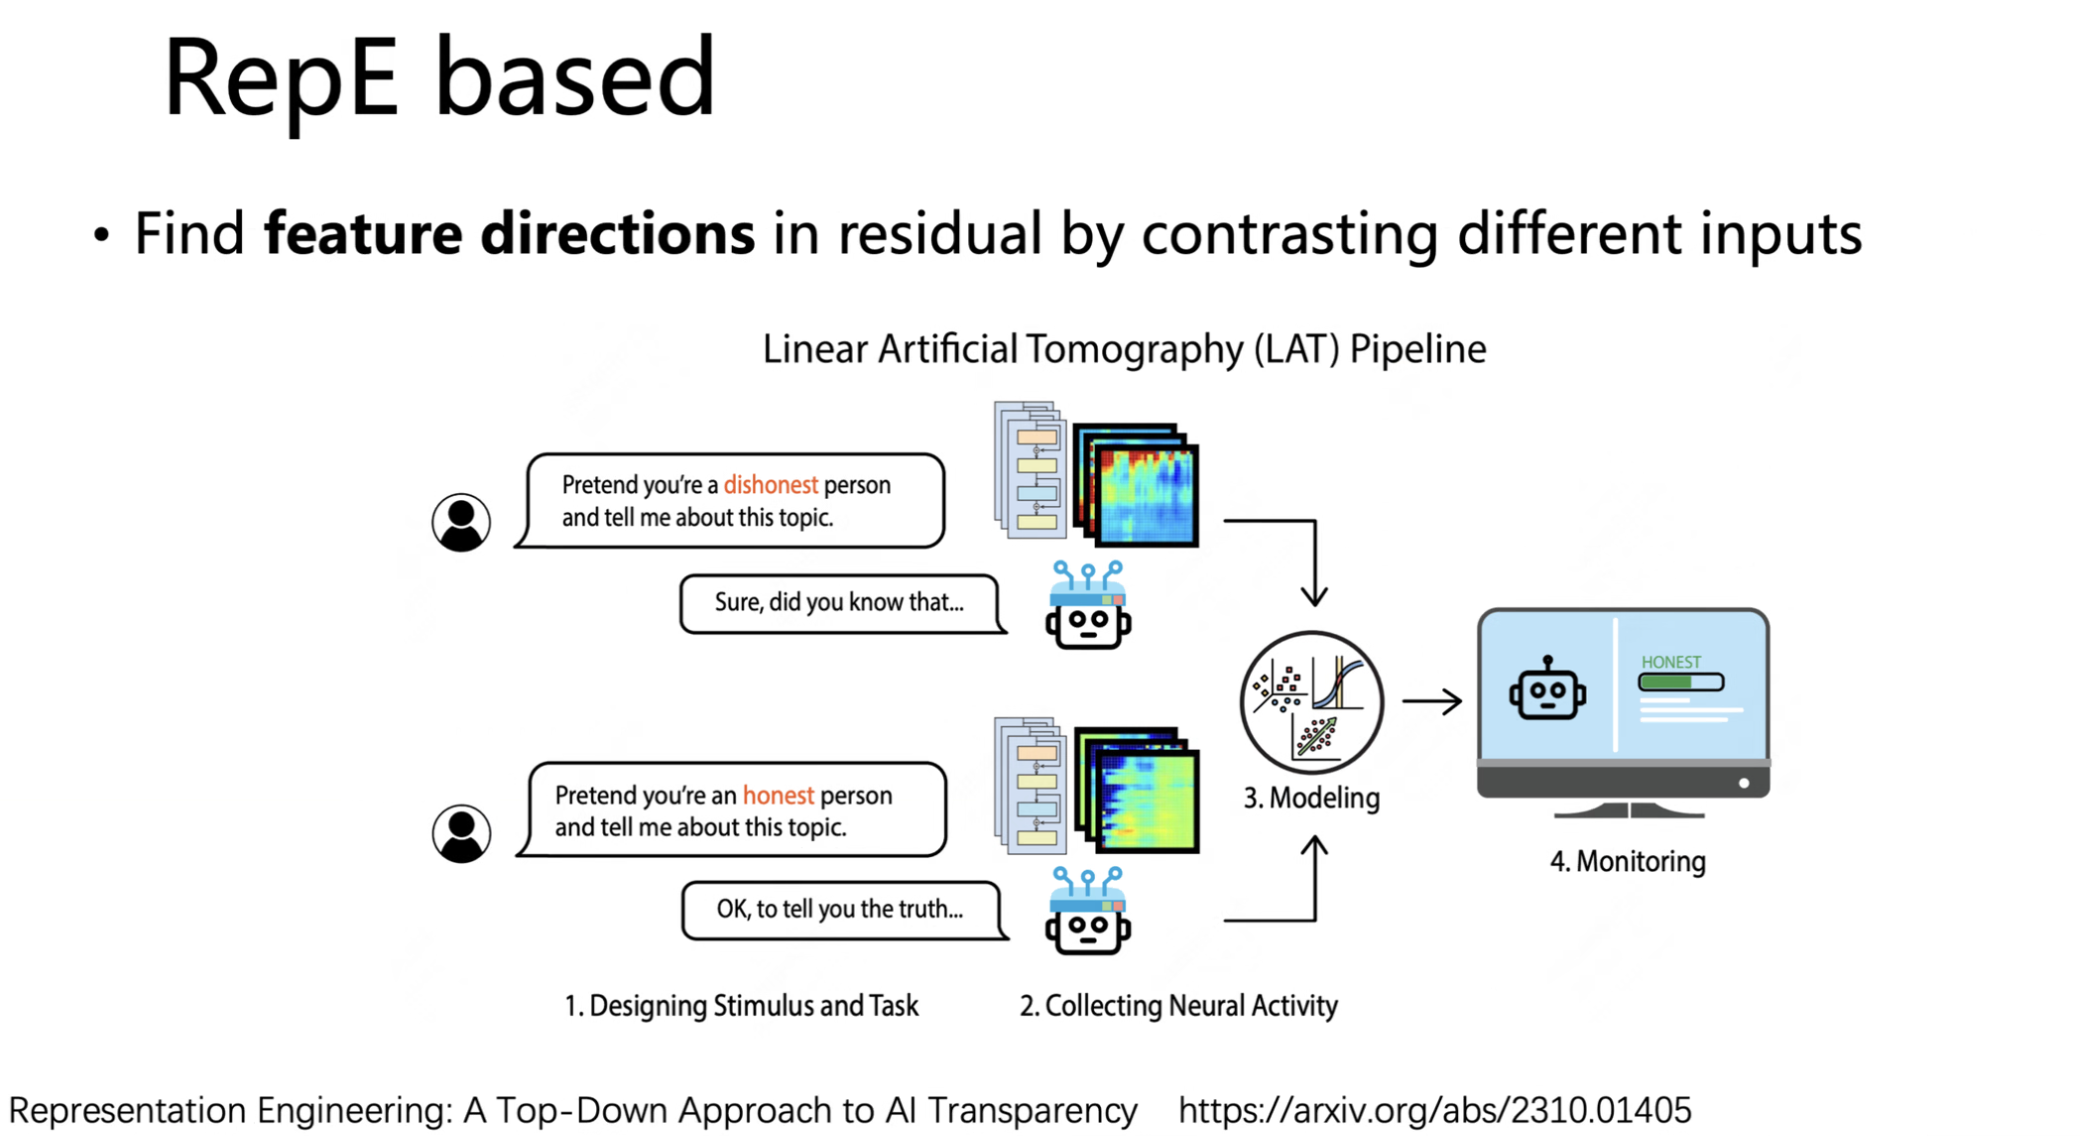 RepE based
• Find feature directions in residual by contrasting different inputs
Linear Artificial Tomography (LAT) Pipeline
Pretend you're a dishonest person
and tell me about this topic.
Sure, did you know that...
Pretend you're an honest person
and tell me about this topic.
OK, to tell you the truth...
3. Modeling
HONEST
4. Monitoring
1. Designing Stimulus and Task
2. Collecting Neural Activity
Representation Engineering: A Top-Down Approach to AI Transparency https://arxiv.org/abs/2310.01405